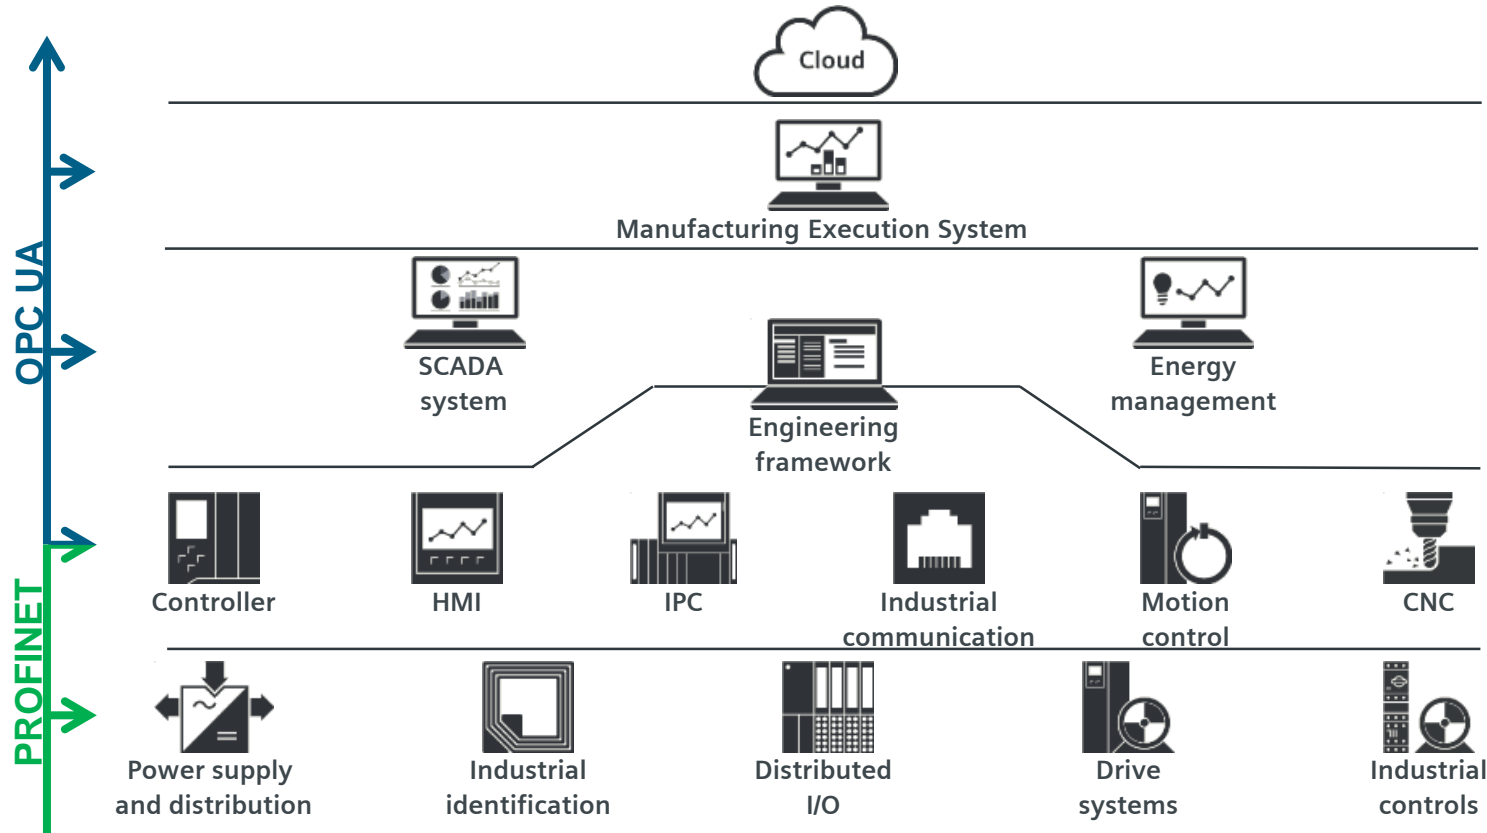 Cloud
Manufacturing Execution System
OPC UA
SCADA
system
Energy
management
Engineering
framework
Controller
HMI
IPC
Industrial
communication
Motion
control
CNC
PROFINET
Power supply
and distribution
Industrial
identification
Distributed
I/O
Drive
systems
Industrial
controls